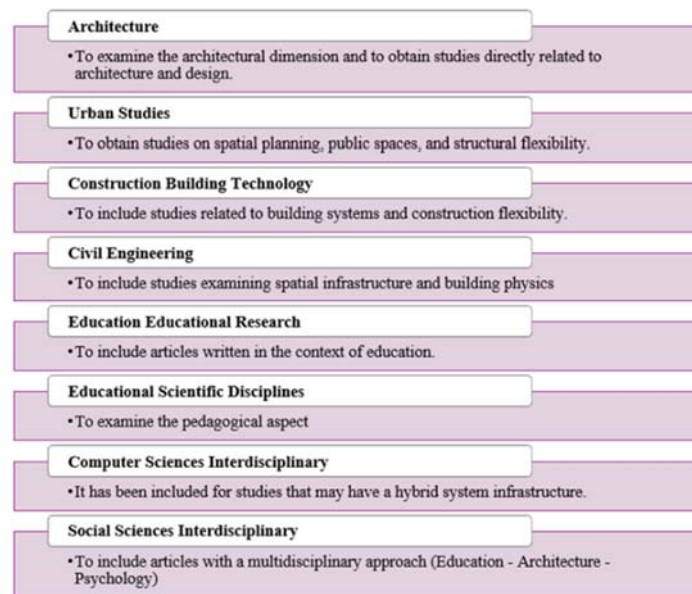 Architecture
•To examine the architectural dimension and to obtain studies directly related to
architecture and design.
Urban Studies
•To obtain studies on spatial planning, public spaces, and structural flexibility.
Construction Building Technology
•To include studies related to building systems and construction flexibility.
Civil Engineering
•To include studies examining spatial infrastructure and building physics
Education Educational Research
•To include articles written in the context of education.
Educational Scientific Disciplines
•To examine the pedagogical aspect
Computer Sciences Interdisciplinary
•It has been included for studies that may have a hybrid system infrastructure.
Social Sciences Interdisciplinary
•To include articles with a multidisciplinary approach (Education - Architecture -
Psychology)